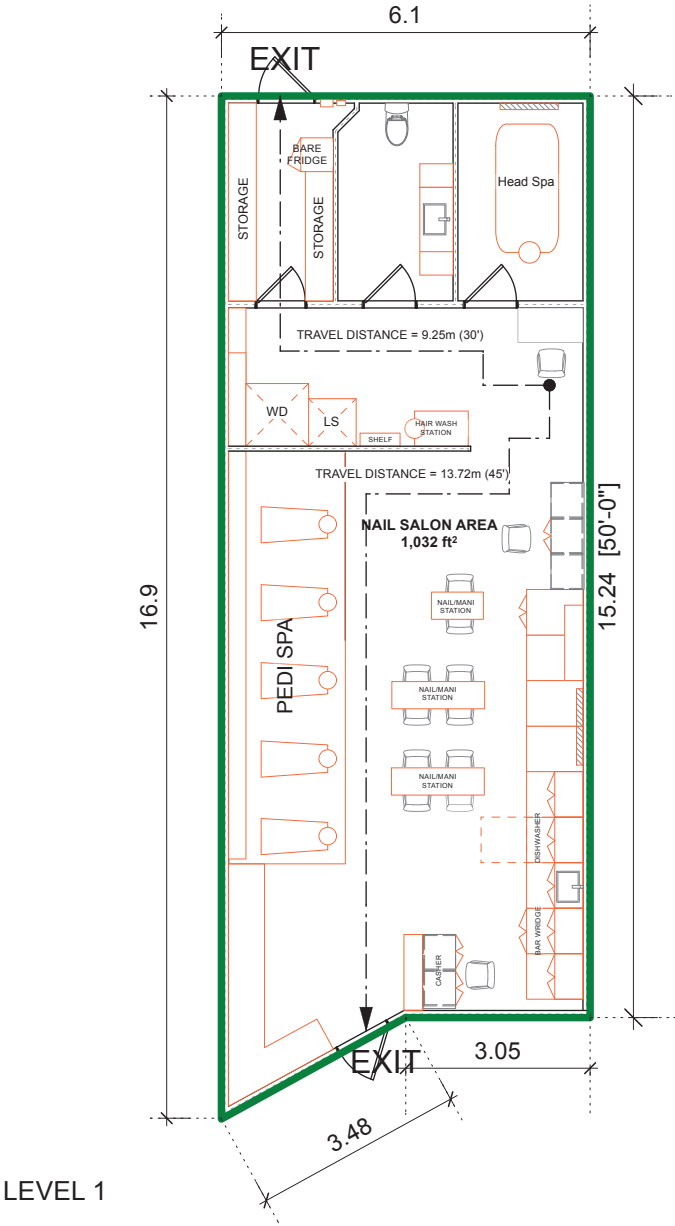 6.1
EXIT
BARE
FRIDGE
STORAGE
STORAGE
Head Spa
TRAVEL DISTANCE = 9.25m (30')
WD
LS
SHELF
HAIR WASH
STATION
TRAVEL DISTANCE = 13.72m (45')
NAIL SALON AREA
1,032 ft²
16.9
15.24 [50'-0"]
PEDI SPA
NAIL/MANI
STATION
NAIL/MANI
STATION
NAIL/MANI
STATION
DISHWASHER
BAR WRIDGE
CASHER
EXIT
3.05
3.48
LEVEL 1